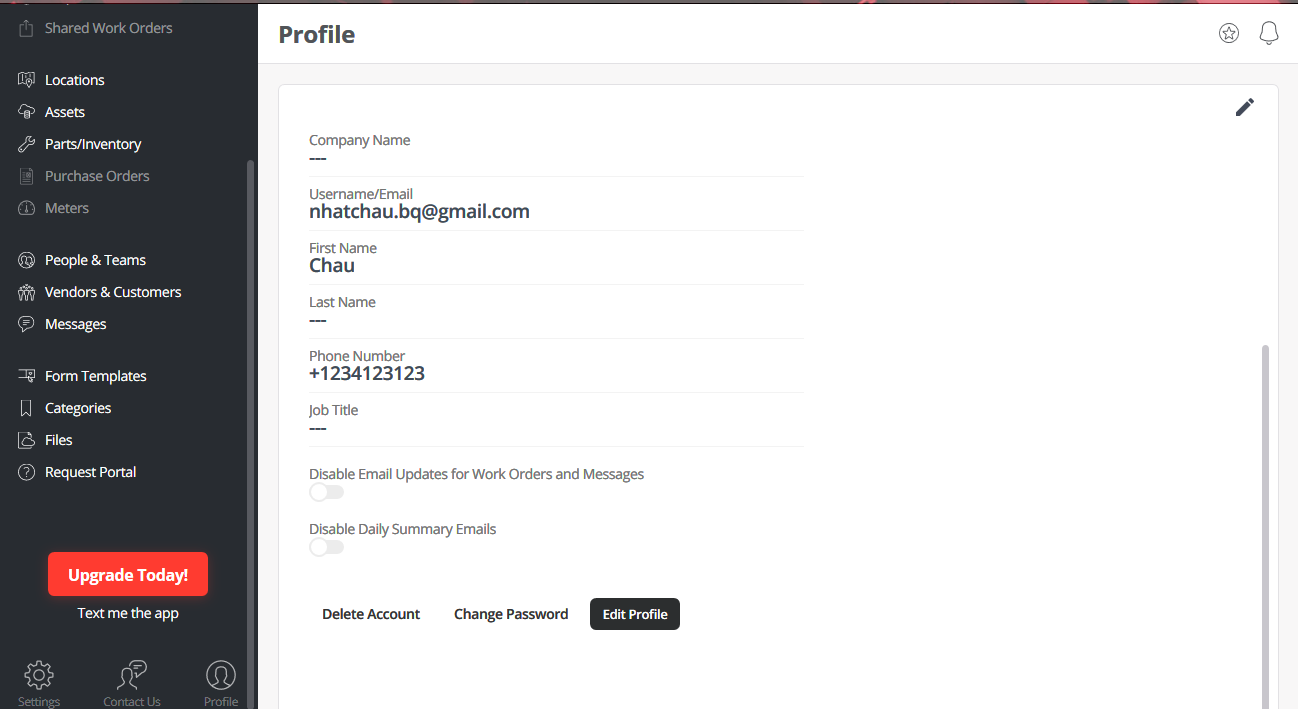 Shared Work Orders
Locations
Assets
Parts/Inventory
Purchase Orders
Meters
People & Teams
Vendors & Customers
Messages
Form Templates
Categories
Files
Request Portal
Upgrade Today!
Text me the app
Settings
Contact Us
Profile
Profile
Company Name
---
Username/Email
nhatchau.bq@gmail.com
First Name
Chau
Last Name
---
Phone Number
+1234123123
Job Title
---
Disable Email Updates for Work Orders and Messages
Disable Daily Summary Emails
Delete Account
Change Password
Edit Profile